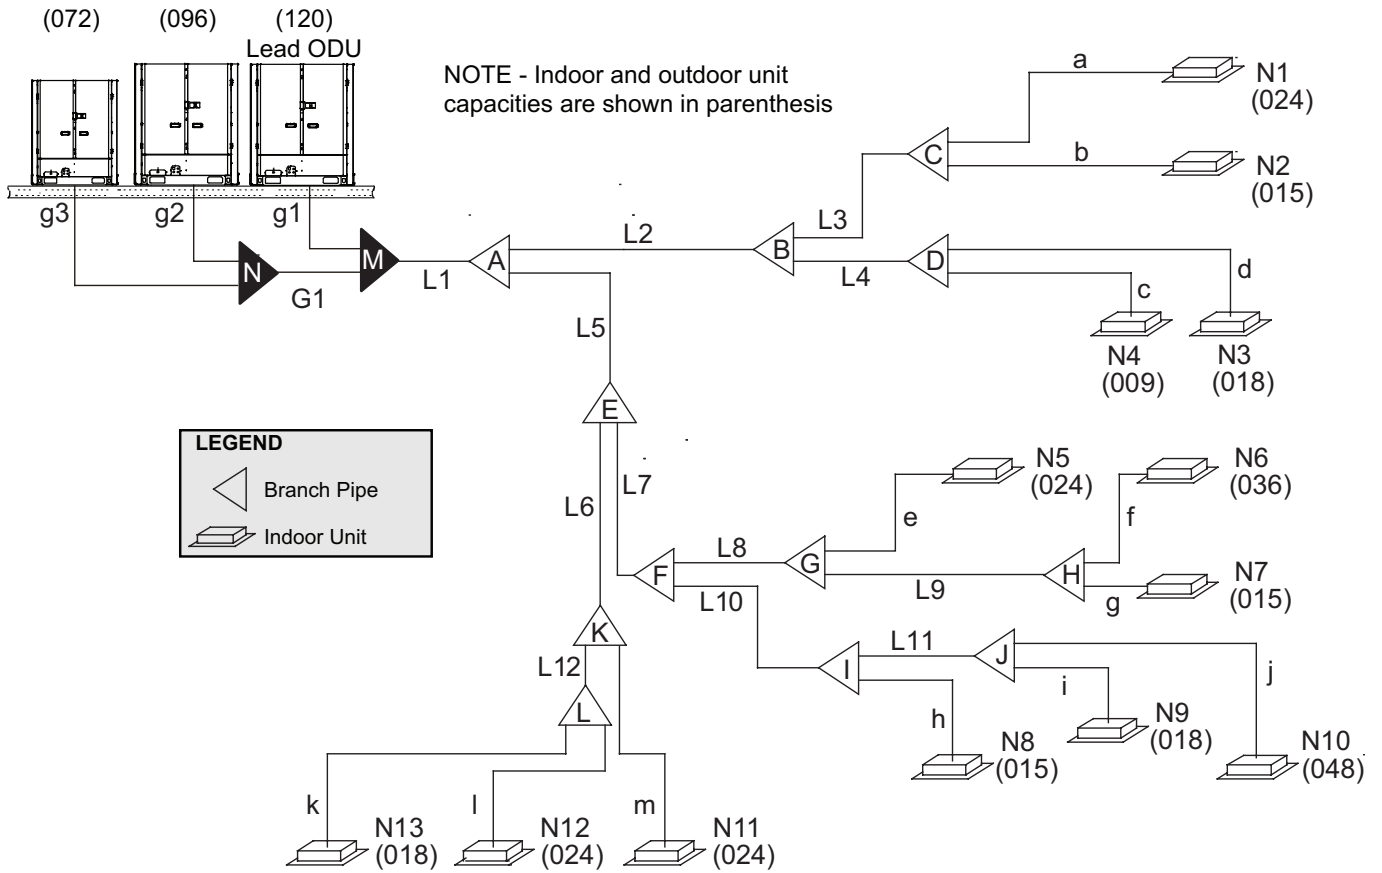 (072)
(096)
(120)
Lead ODU
NOTE - Indoor and outdoor unit
capacities are shown in parenthesis
a
N1
(024)
C
b
N2
(015)
g3
g2
g1
L3
L2
B
M
A
N
L1
G1
L4
D
d
c
L5
N4
(009)
N3
(018)
E
LEGEND
Branch Pipe
Indoor Unit
L7
L6
N5
(024)
N6
(036)
e
f
L8
G
F
L10
L9
H
g
N7
(015)
K
L12
L11
J
I
i
j
h
L
N9
(018)
N8
(015)
N10
(048)
k
l
m
N13
(018)
N12
(024)
N11
(024)